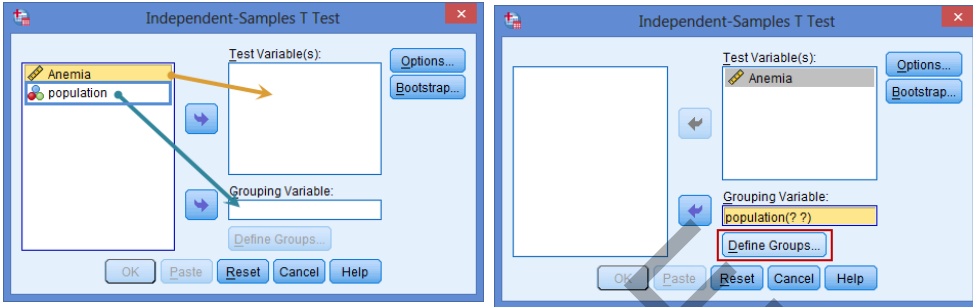 Independent-Samples T Test
Anemia
population
Test Variable(s):
Options...
Bootstrap...
Grouping Variable:
Define Groups...
OK Paste Reset Cancel Help
Independent-Samples T Test
Test Variable(s):
Anemia
Options...
Bootstrap...
Grouping Variable:
population(? ?)
Define Groups...
OK Paste Reset Cancel Help